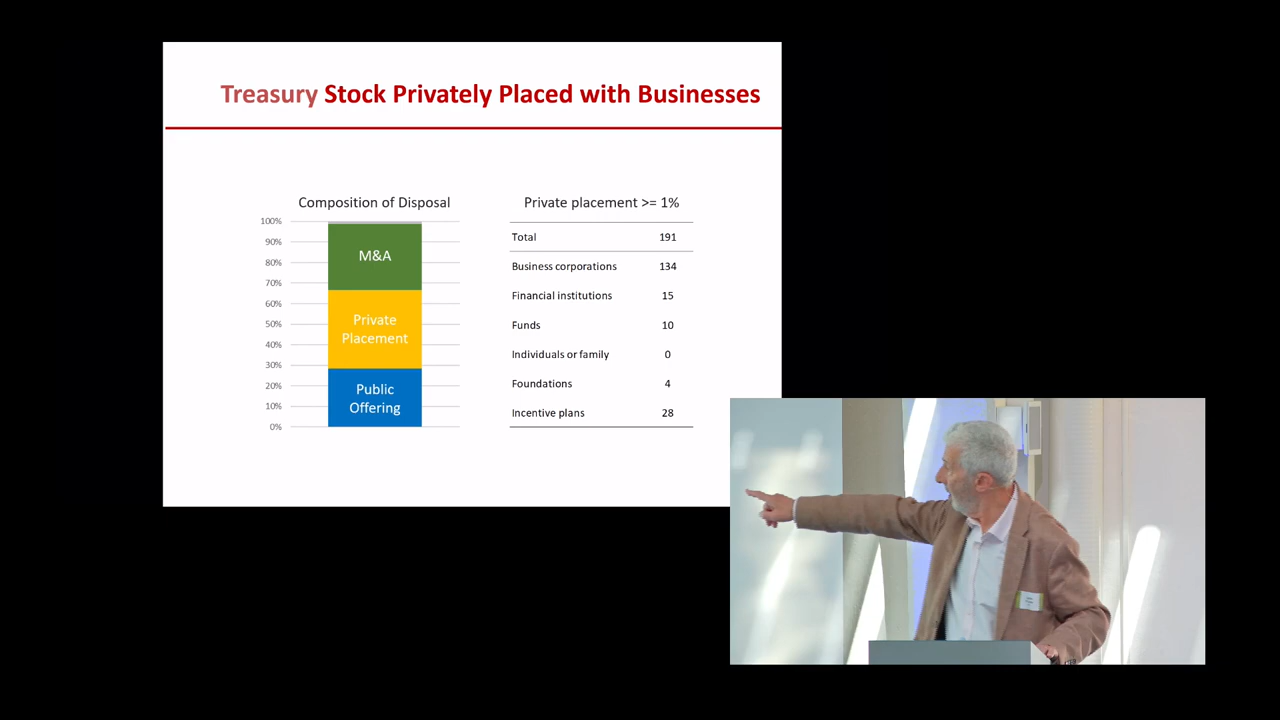 Treasury Stock Privately Placed with Businesses
Composition of Disposal
100%
90%
80%
70%
60%
50%
40%
30%
20%
10%
0%
M&A
Private
Placement
Public
Offering
Private placement >= 1%
Total 191
Business corporations 134
Financial institutions 15
Funds 10
Individuals or family 0
Foundations 4
Incentive plans 28